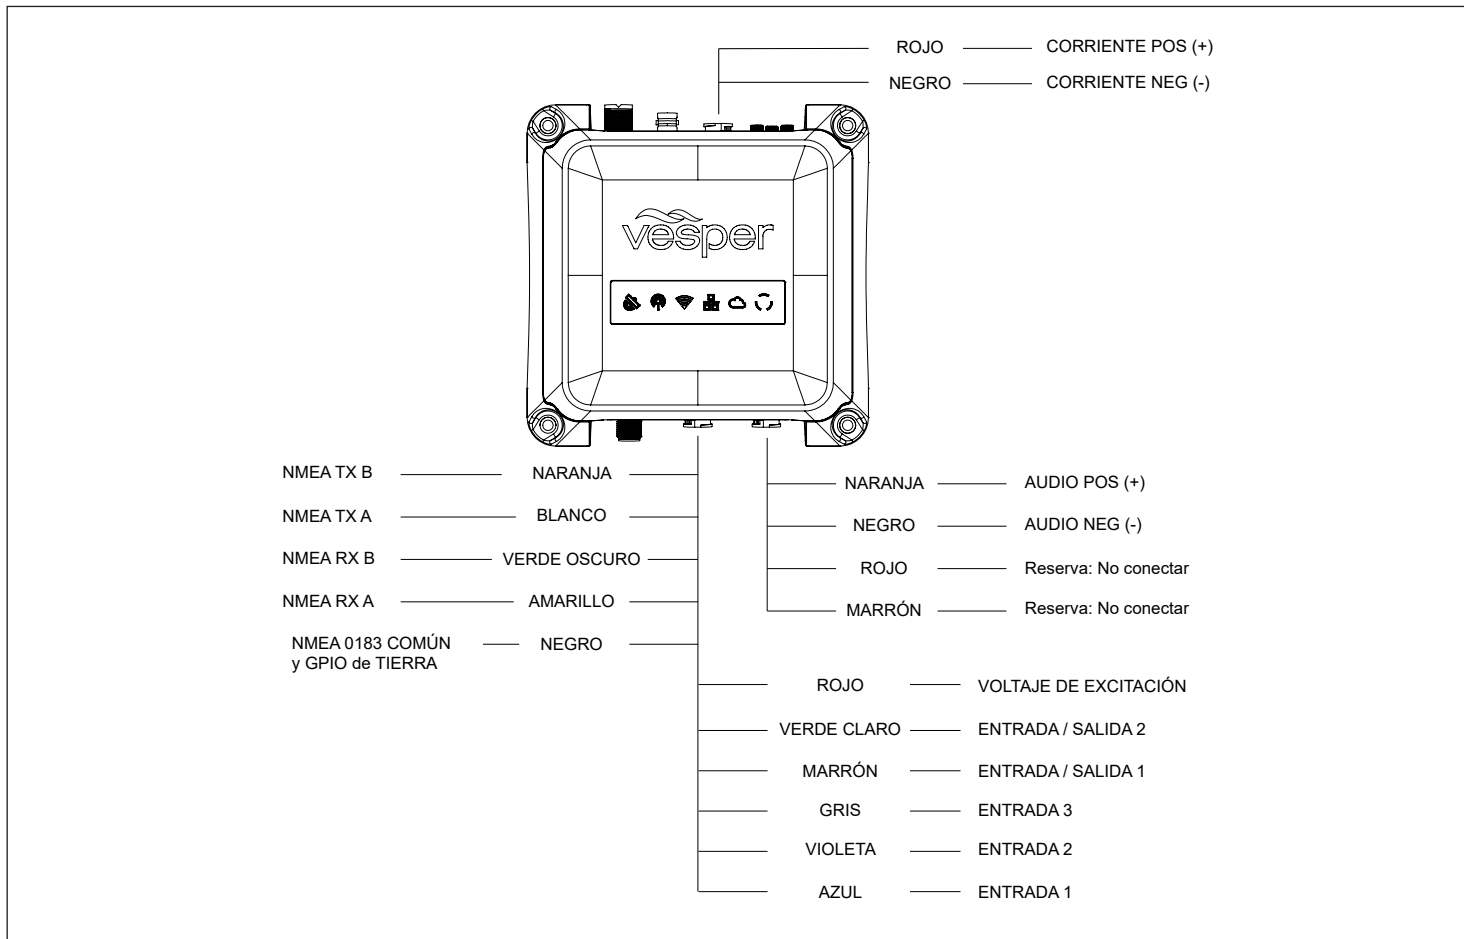 ROJO CORRIENTE POS (+)
NEGRO CORRIENTE NEG (-)
vesper
NMEA TX B NARANJA
NMEA TX A BLANCO
NMEA RX B VERDE OSCURO
NMEA RX A AMARILLO
NMEA 0183 COMÚN
y GPIO de TIERRA
NEGRO
NARANJA AUDIO POS (+)
NEGRO AUDIO NEG (-)
ROJO Reserva: No conectar
MARRÓN Reserva: No conectar
ROJO VOLTAJE DE EXCITACIÓN
VERDE CLARO ENTRADA / SALIDA 2
MARRÓN ENTRADA / SALIDA 1
GRIS ENTRADA 3
VIOLETA ENTRADA 2
AZUL ENTRADA 1